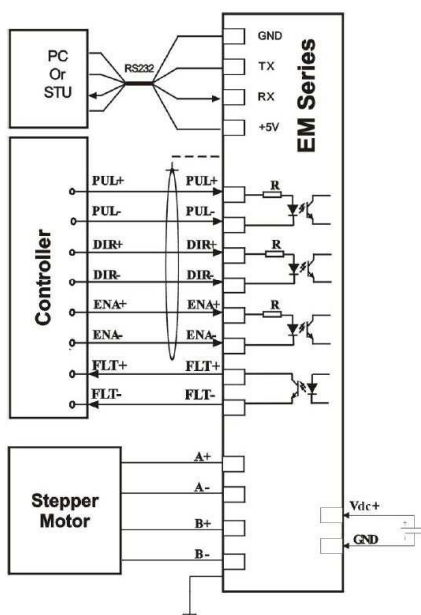 PC
Or
STU
RS232
GND
TX
RX
+5V
EM Series
Controller
PUL+ PUL+ R
PUL- PUL-
DIR+ DIR+ R
DIR- DIR-
ENA+ ENA+ R
ENA- ENA-
FLT+ FLT+
FLT- FLT-
Stepper
Motor
A+
A-
B+
B-
Vdc+
GND
+
-